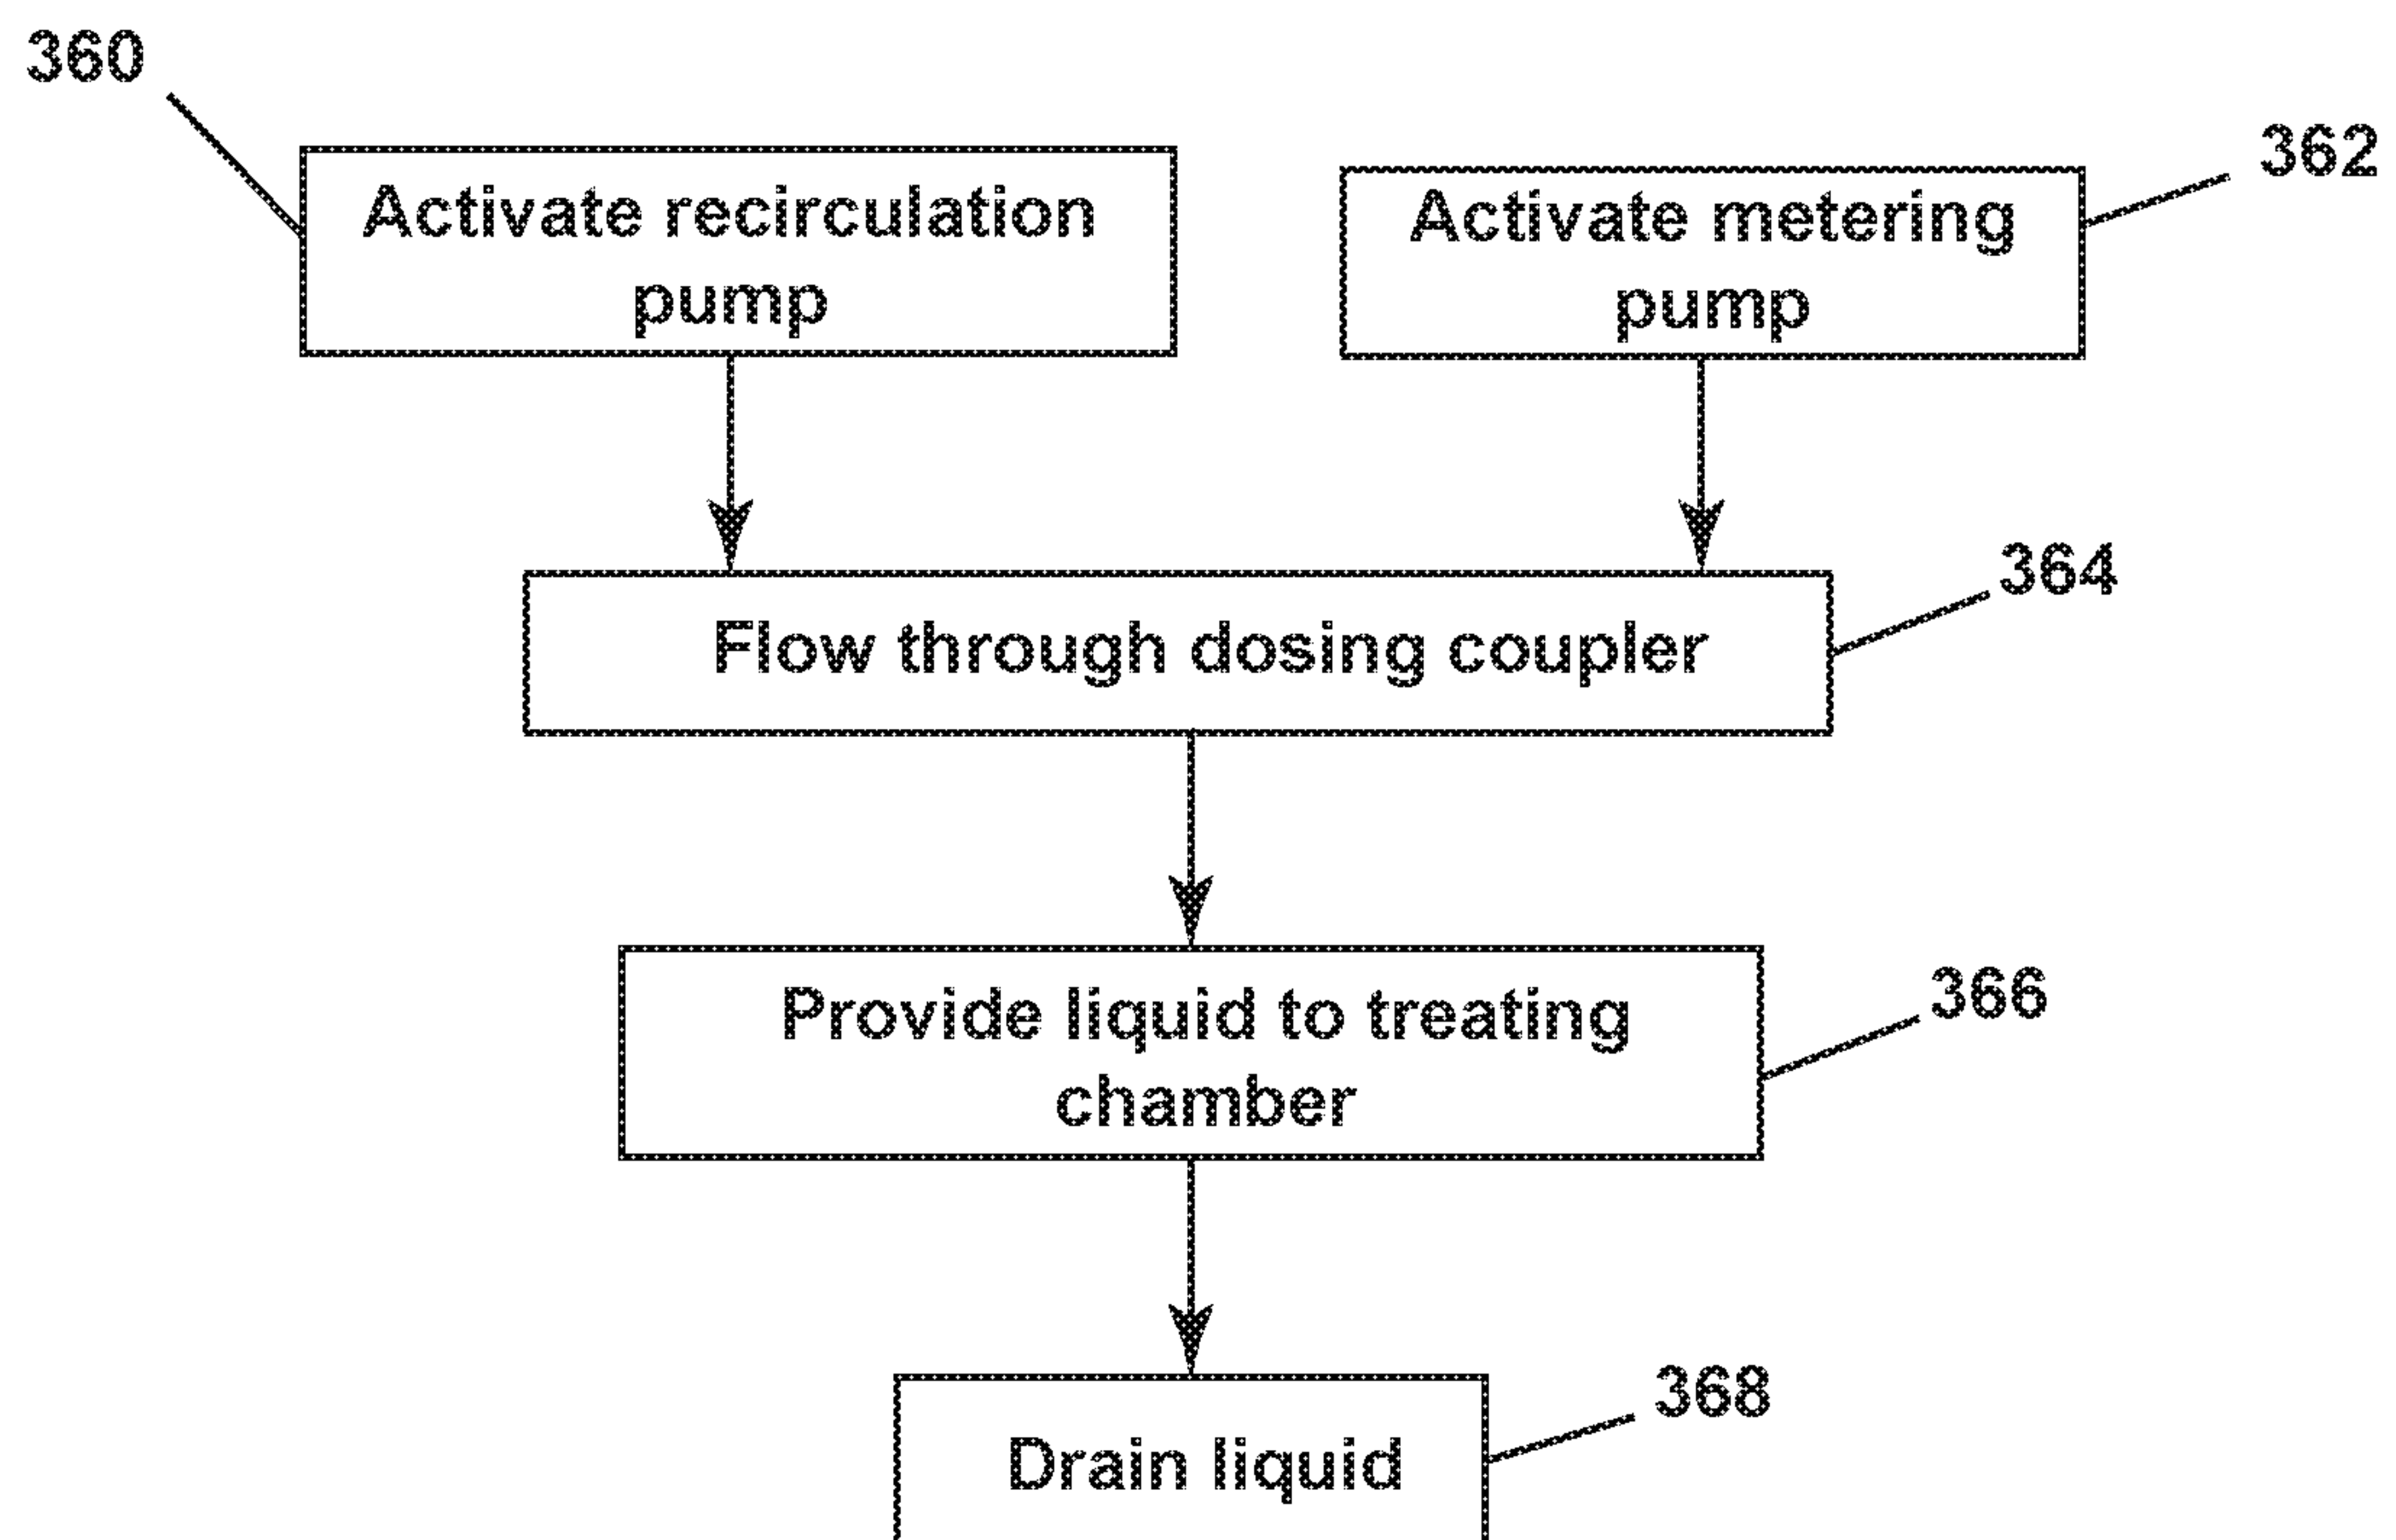 360
Activate recirculation
pump
Activate metering
pump
362
Flow through dosing coupler
364
Provide liquid to treating
chamber
366
Drain liquid
368